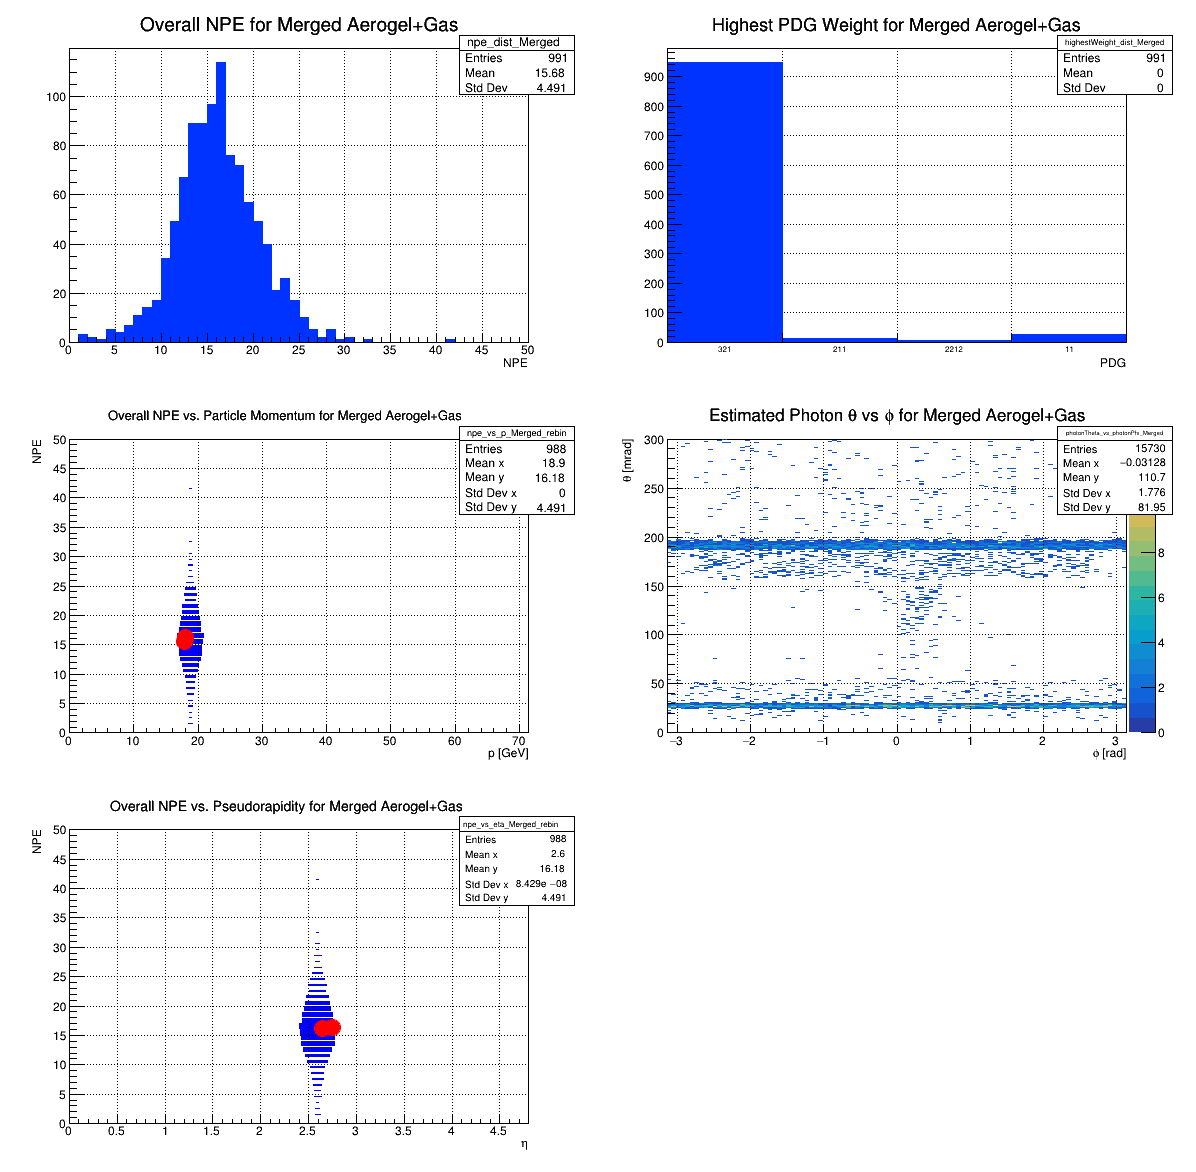 Overall NPE for Merged Aerogel+Gas
npe_dist_Merged
Entries 991
Mean 15.68
Std Dev 4.491
100
80
60
40
20
0
0 5 10 15 20 25 30 35 40 45 50
NPE
Highest PDG Weight for Merged Aerogel+Gas
highestWeight_dist_Merged
Entries 991
Mean 0
Std Dev 0
900
800
700
600
500
400
300
200
100
0
321 211 2212 11
PDG
Overall NPE vs. Particle Momentum for Merged Aerogel+Gas
NPE
npe_vs_p_Merged_rebin
Entries 988
Mean x 18.9
Mean y 16.18
Std Dev x 0
Std Dev y 4.491
50
45
40
35
30
25
20
15
10
5
0
0 10 20 30 40 50 60 70
p [GeV]
Estimated Photon θ vs ϕ for Merged Aerogel+Gas
θ [mrad]
photonTheta_vs_photonPhi_Merged
Entries 15730
Mean x −0.03128
Mean y 110.7
Std Dev x 1.776
Std Dev y 81.95
300
250
200
150
100
50
0
−3 −2 −1 0 1 2 3
ϕ [rad]
8
6
4
2
0
Overall NPE vs. Pseudorapidity for Merged Aerogel+Gas
NPE
npe_vs_eta_Merged_rebin
Entries 988
Mean x 2.6
Mean y 16.18
Std Dev x 8.429e −08
Std Dev y 4.491
50
45
40
35
30
25
20
15
10
5
0
0 0.5 1 1.5 2 2.5 3 3.5 4 4.5
η